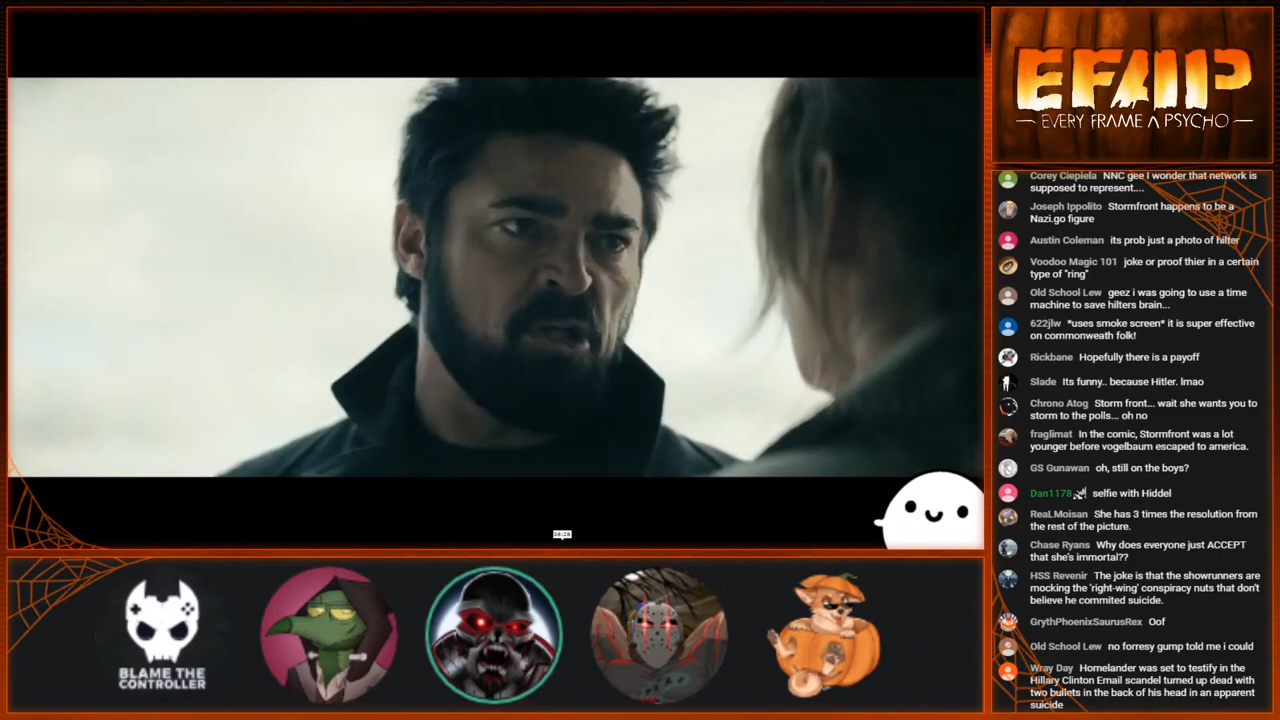 EFAIIP
EVERY FRAME A PSYCHO
Corey Ciepiela NNC gee I wonder that network is
supposed to represent....
Joseph Ippolito Stormfront happens to be a
Nazi.go figure
Austin Coleman its prob just a photo of hilter
Voodoo Magic 101 joke or proof thier in a certain
type of "ring"
Old School Lew geez i was going to use a time
machine to save hilters brain...
622jlw *uses smoke screen* it is super effective
on commonweath folk!
Rickbane Hopefully there is a payoff
Slade Its funny.. because Hitler. lmao
Chrono Atog Storm front... wait she wants you to
storm to the polls... oh no
fraglimat In the comic, Stormfront was a lot
younger before vogelbaum escaped to america.
GS Gunawan oh, still on the boys?
Dan1178 selfie with Hiddel
ReaLMoisan She has 3 times the resolution from
the rest of the picture.
Chase Ryans Why does everyone just ACCEPT
that she's immortal??
HSS Revenir The joke is that the showrunners are
mocking the 'right-wing' conspiracy nuts that don't
believe he commited suicide.
GrythPhoenixSaurusRex Oof
Old School Lew no forresy gump told me i could
Wray Day Homelander was set to testify in the
Hillary Clinton Email scandel turned up dead with
two bullets in the back of his head in an apparent
suicide
BLAME THE
CONTROLLER